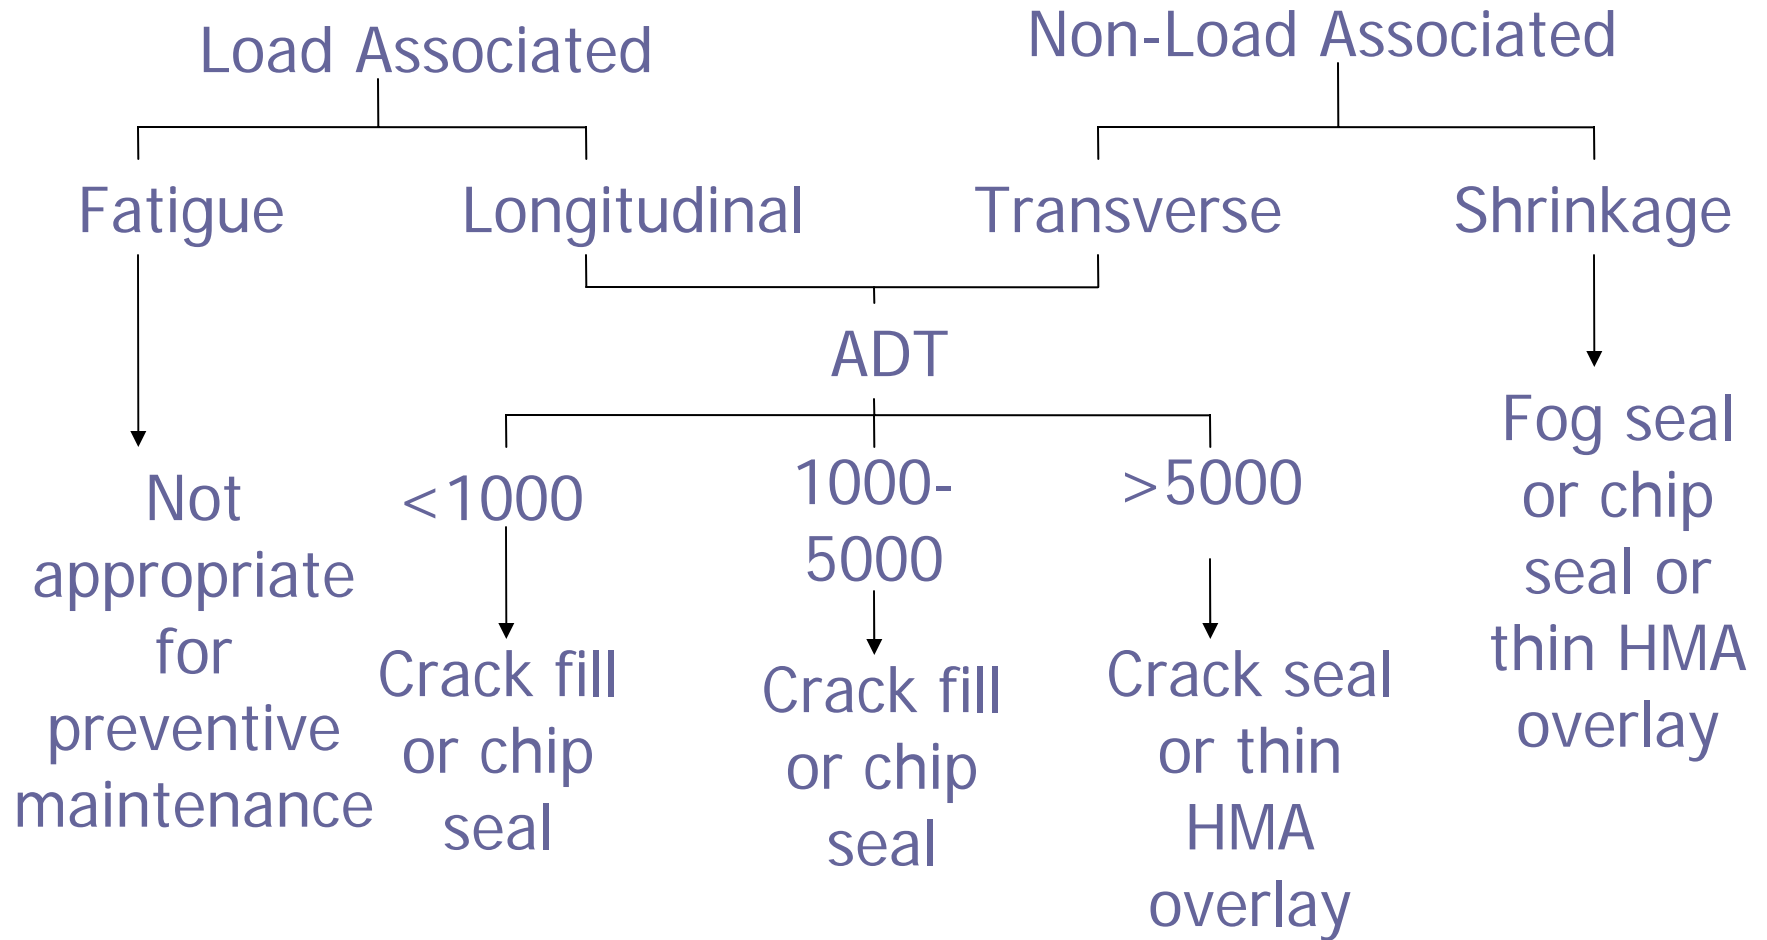 Load Associated
Non-Load Associated
Fatigue
Longitudinal
Transverse
Shrinkage
ADT
Not
appropriate
for
preventive
maintenance
<1000
Crack fill
or chip
seal
1000-
5000
Crack fill
or chip
seal
>5000
Crack seal
or thin
HMA
overlay
Fog seal
or chip
seal or
thin HMA
overlay